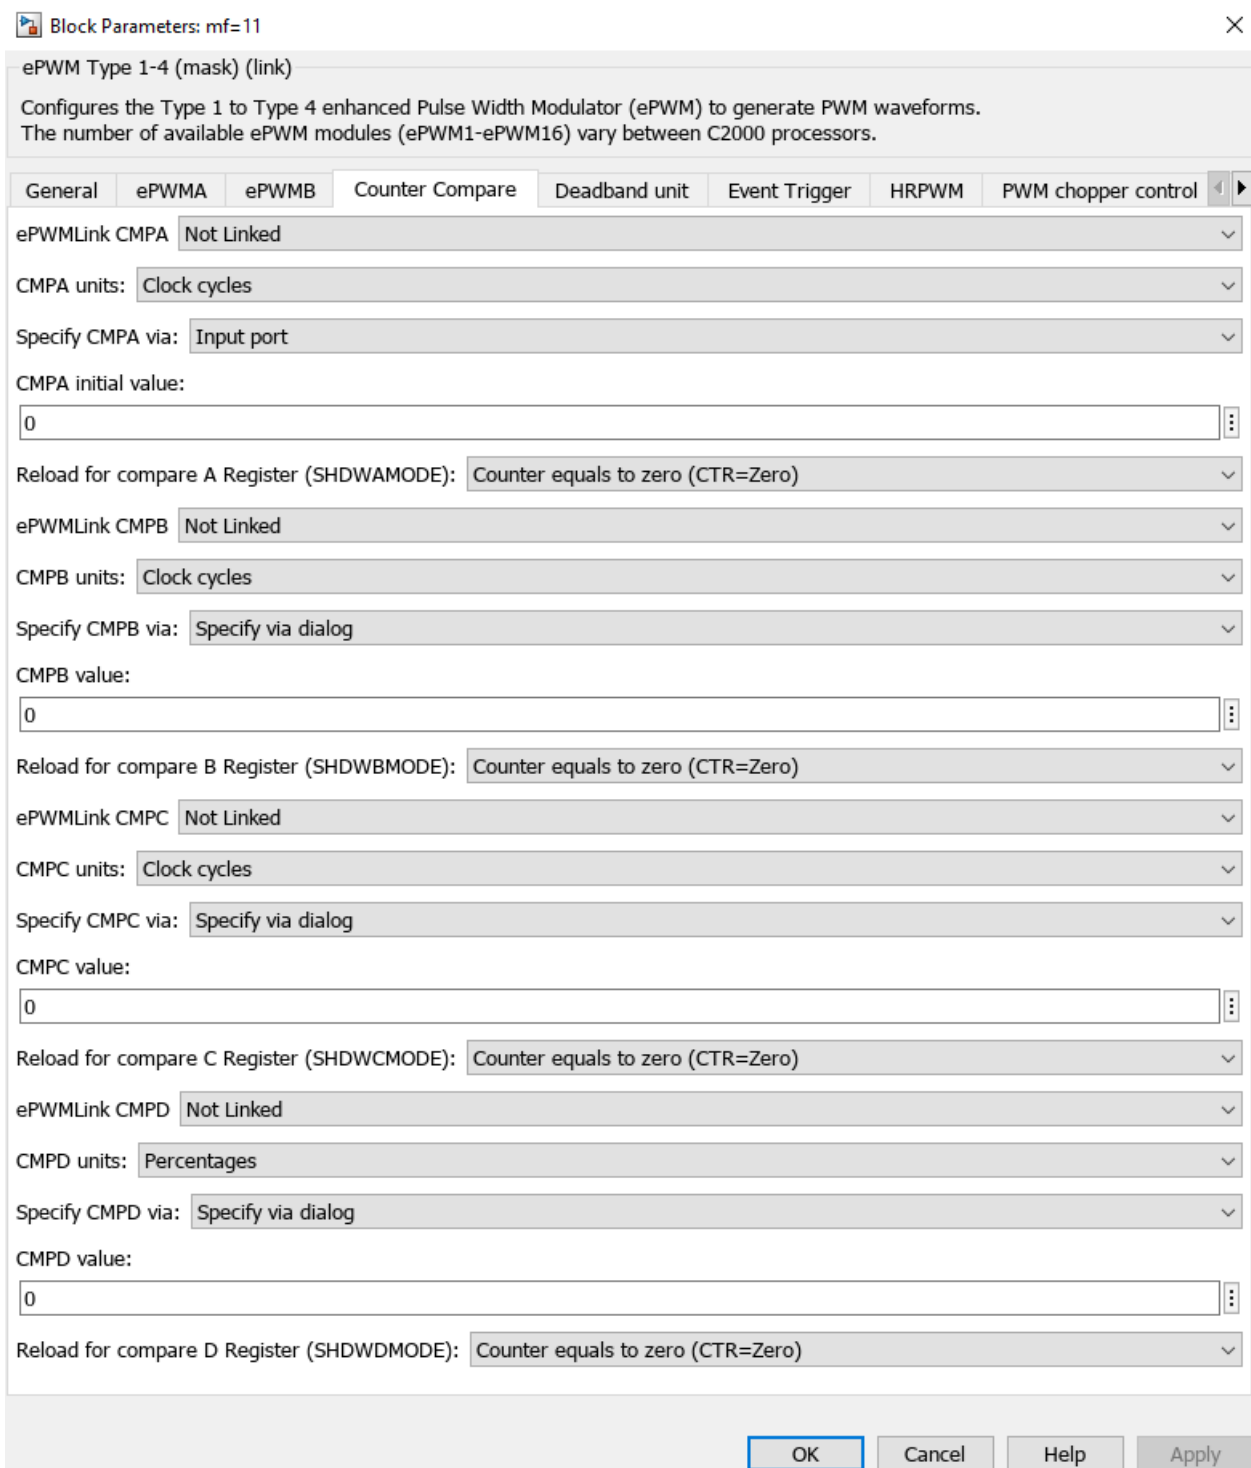 Block Parameters: mf=11
ePWM Type 1-4 (mask) (link)
Configures the Type 1 to Type 4 enhanced Pulse Width Modulator (ePWM) to generate PWM waveforms.
The number of available ePWM modules (ePWM1-ePWM16) vary between C2000 processors.
General ePWMA ePWMB Counter Compare Deadband unit Event Trigger HRPWM PWM chopper control
ePWMLink CMPA Not Linked
CMPA units: Clock cycles
Specify CMPA via: Input port
CMPA initial value:
0
Reload for compare A Register (SHDWAMODE): Counter equals to zero (CTR=Zero)
ePWMLink CMPB Not Linked
CMPB units: Clock cycles
Specify CMPB via: Specify via dialog
CMPB value:
0
Reload for compare B Register (SHDWBMODE): Counter equals to zero (CTR=Zero)
ePWMLink CMPC Not Linked
CMPC units: Clock cycles
Specify CMPC via: Specify via dialog
CMPC value:
0
Reload for compare C Register (SHDWCMODE): Counter equals to zero (CTR=Zero)
ePWMLink CMPD Not Linked
CMPD units: Percentages
Specify CMPD via: Specify via dialog
CMPD value:
0
Reload for compare D Register (SHDWDMODE): Counter equals to zero (CTR=Zero)
OK Cancel Help Apply